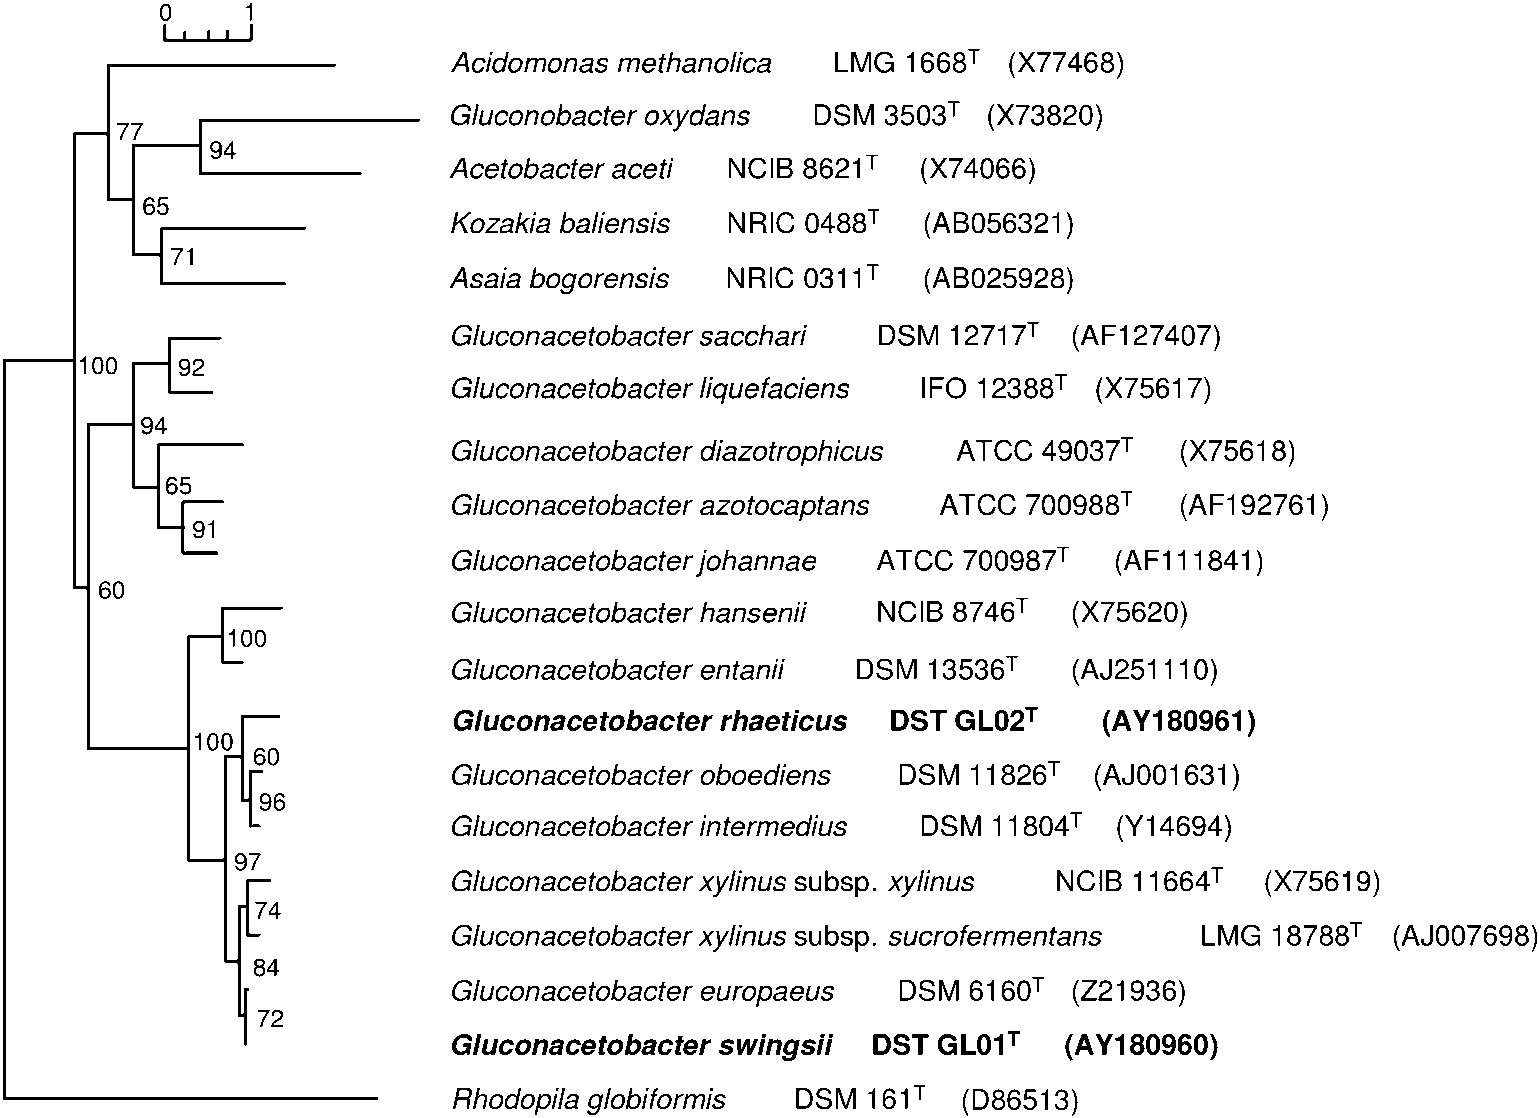 0 1
Acidomonas methanolica LMG 1668T (X77468)
Gluconobacter oxydans DSM 3503T (X73820)
77
94
Acetobacter aceti NCIB 8621T (X74066)
65
Kozakia baliensis NRIC 0488T (AB056321)
71
Asaia bogorensis NRIC 0311T (AB025928)
Gluconacetobacter sacchari DSM 12717T (AF127407)
100
92
Gluconacetobacter liquefaciens IFO 12388T (X75617)
94
Gluconacetobacter diazotrophicus ATCC 49037T (X75618)
65
Gluconacetobacter azotocaptans ATCC 700988T (AF192761)
91
Gluconacetobacter johannae ATCC 700987T (AF111841)
60
Gluconacetobacter hansenii NCIB 8746T (X75620)
100
Gluconacetobacter entanii DSM 13536T (AJ251110)
Gluconacetobacter rhaeticus DST GL02T (AY180961)
100
60
Gluconacetobacter oboediens DSM 11826T (AJ001631)
96
Gluconacetobacter intermedius DSM 11804T (Y14694)
97
Gluconacetobacter xylinus subsp. xylinus NCIB 11664T (X75619)
74
Gluconacetobacter xylinus subsp. sucrofermentans LMG 18788T (AJ007698)
84
Gluconacetobacter europaeus DSM 6160T (Z21936)
72
Gluconacetobacter swingsii DST GL01T (AY180960)
Rhodopila globiformis DSM 161T (D86513)